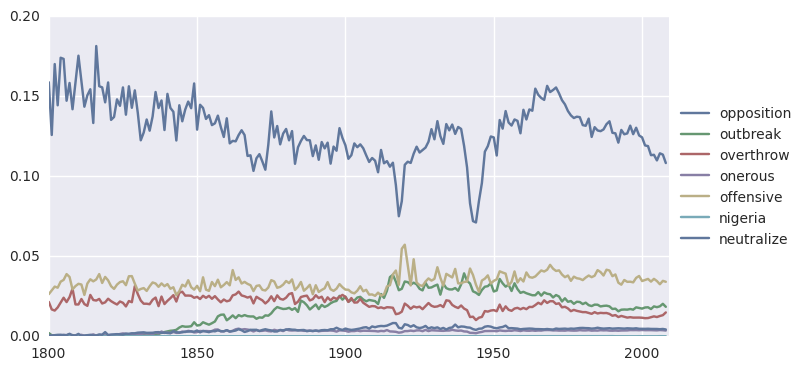 0.20
0.15
0.10
0.05
0.00
1800
1850
1900
1950
2000
opposition
outbreak
overthrow
onerous
offensive
nigeria
neutralize